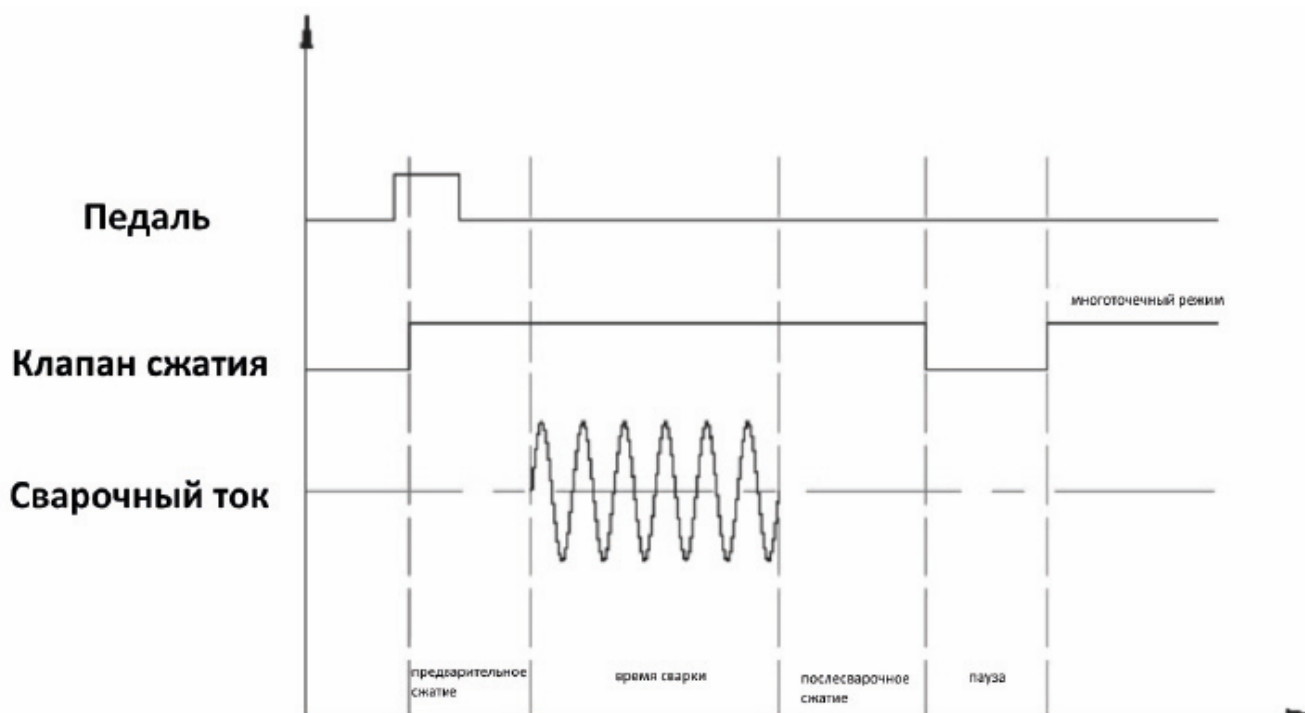 Педаль
многоточечный режим
Клапан сжатия
Сварочный ток
предварительное
сжатие
время сварки
послесварочное
сжатие
пауза